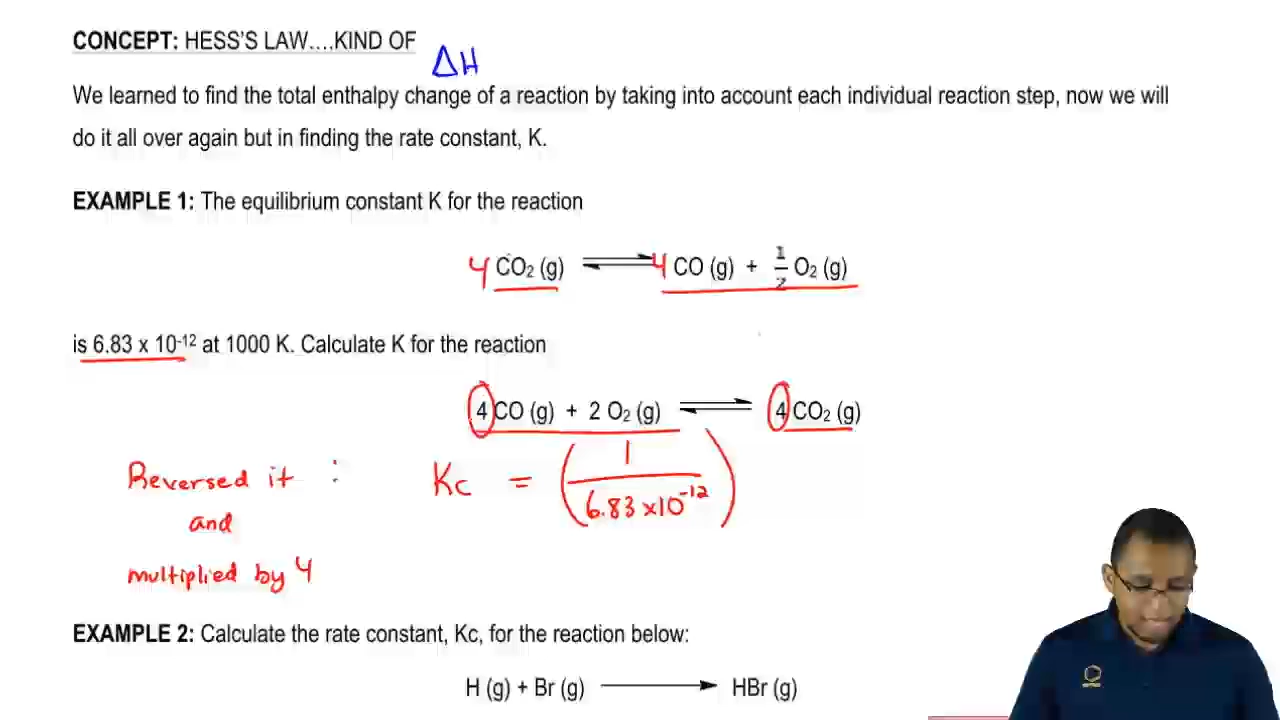 CONCEPT: HESS'S LAW....KIND OF
ΔH
We learned to find the total enthalpy change of a reaction by taking into account each individual reaction step, now we will
do it all over again but in finding the rate constant, K.
EXAMPLE 1: The equilibrium constant K for the reaction
4 CO₂ (g) ⇌ 4 CO (g) + 1/2 O₂ (g)
is 6.83 x 10⁻¹² at 1000 K. Calculate K for the reaction
4 CO (g) + 2 O₂ (g) ⇌ 4 CO₂ (g)
Reversed it :
and
multiplied by 4
Kc = (1 / 6.83 x 10⁻¹²)
EXAMPLE 2: Calculate the rate constant, Kc, for the reaction below:
H (g) + Br (g) ⟶ HBr (g)